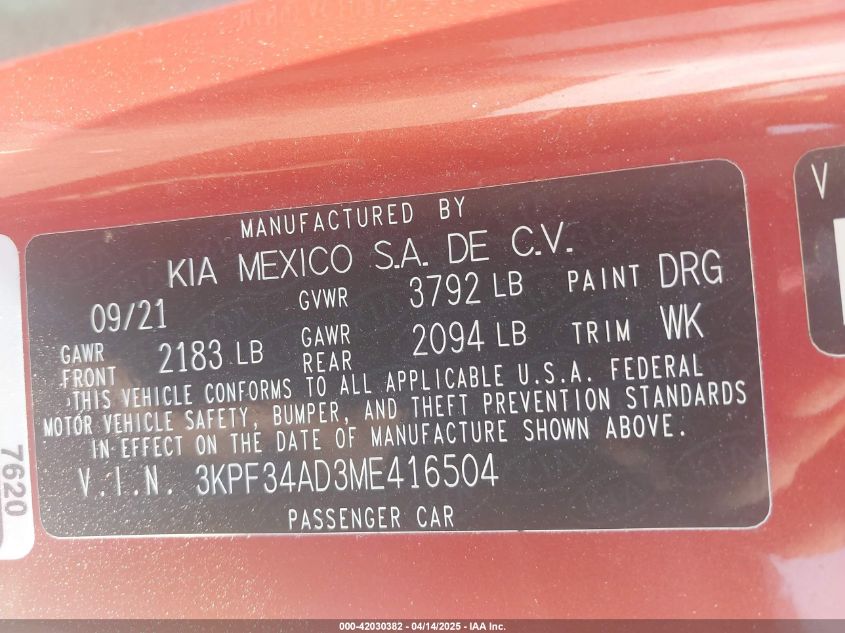 MANUFACTURED BY
KIA MEXICO S.A. DE C.V.
09/21 GVWR 3792 LB PAINT DRG
GAWR FRONT 2183 LB GAWR REAR 2094 LB TRIM WK
THIS VEHICLE CONFORMS TO ALL APPLICABLE U.S.A. FEDERAL
MOTOR VEHICLE SAFETY, BUMPER, AND THEFT PREVENTION STANDARDS
IN EFFECT ON THE DATE OF MANUFACTURE SHOWN ABOVE.
V.I.N. 3KPF34AD3ME416504
PASSENGER CAR
7620
V
000-42030382 - 04/14/2025 - IAA Inc.